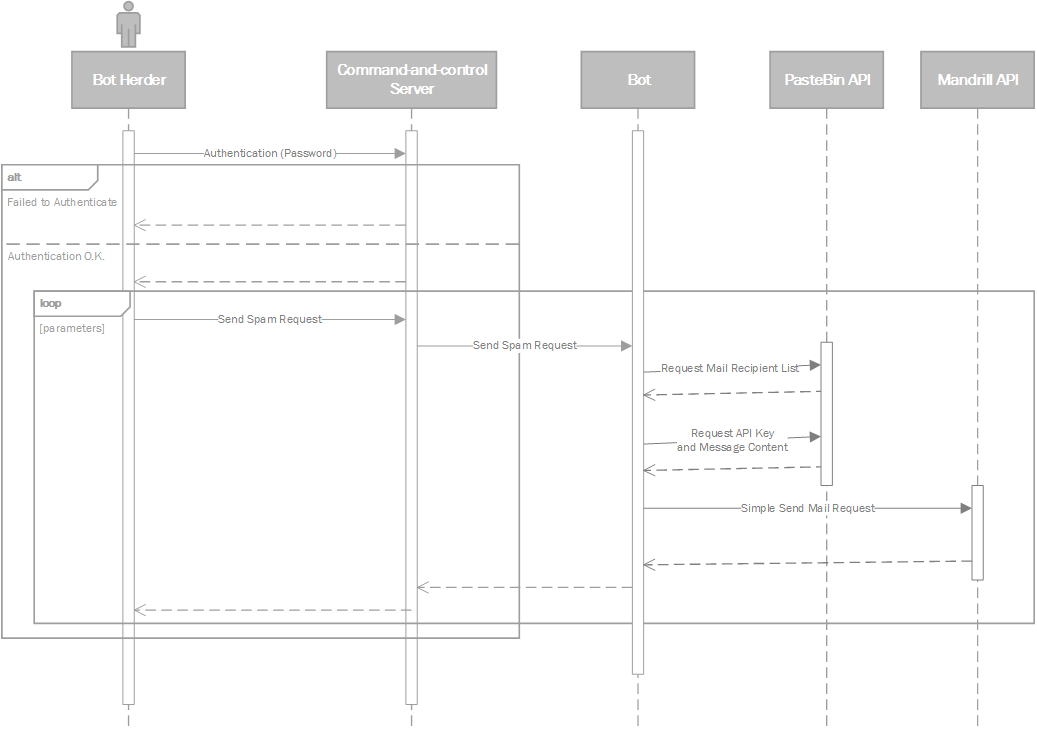 Bot Herder
Command-and-control
Server
Bot
PasteBin API
Mandrill API
Authentication (Password)
alt
Failed to Authenticate
Authentication O.K.
loop
[parameters]
Send Spam Request
Send Spam Request
Request Mail Recipient List
Request API Key
and Message Content
Simple Send Mail Request